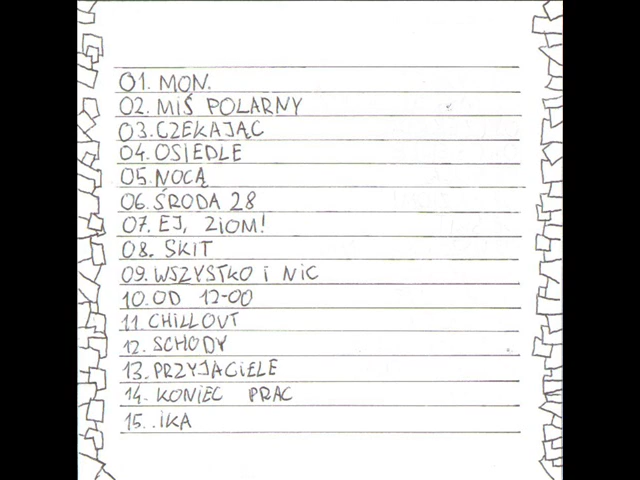 01. MON.
02. MIŚ POLARNY
03. CZEKAJĄC
04. OSIEDLE
05. NOCĄ
06. ŚRODA 28
07. EJ, ZiOM!
08. SKIT
09. WSZYSTKO i NiC
10. OD 12-00
11. CHiLLOUT
12. SCHODY
13. PRZYJACiELE
14. KONiEC PRAC
15. .iKA